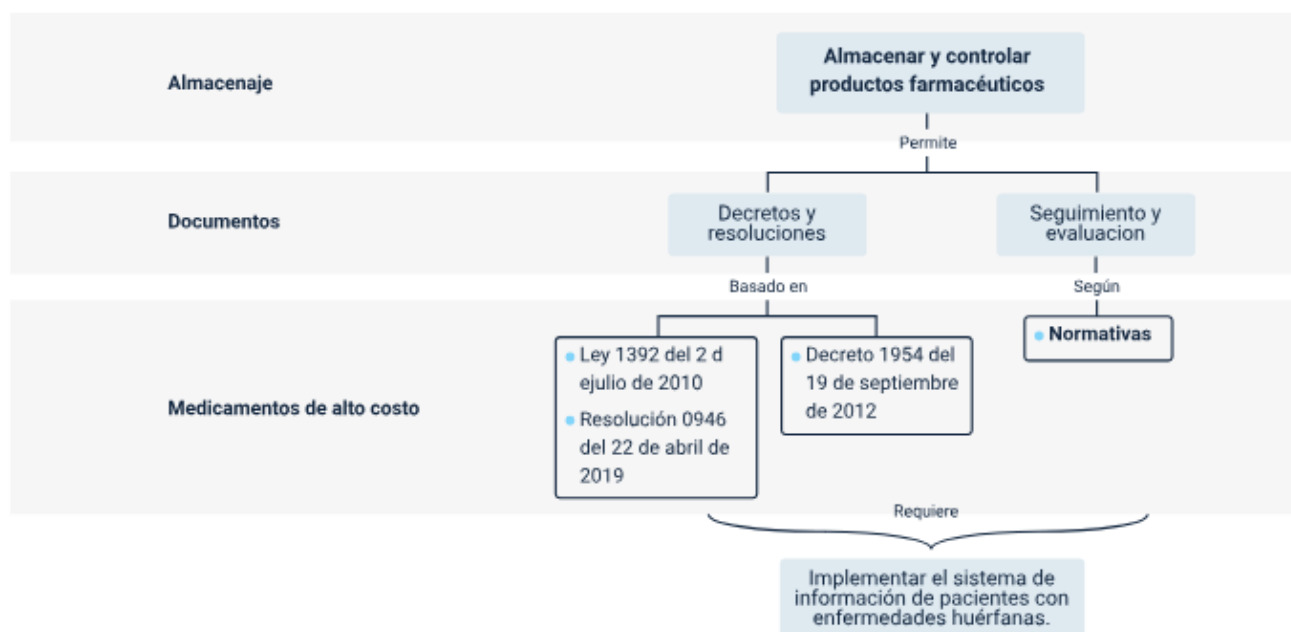 Almacenaje
Almacenar y controlar
productos farmacéuticos
Permite
Documentos
Decretos y
resoluciones
Seguimiento y
evaluacion
Basado en
Según
Medicamentos de alto costo
Ley 1392 del 2 d
ejulio de 2010
Resolución 0946
del 22 de abril de
2019
Decreto 1954 del
19 de septiembre
de 2012
Normativas
Requiere
Implementar el sistema de
información de pacientes con
enfermedades huérfanas.